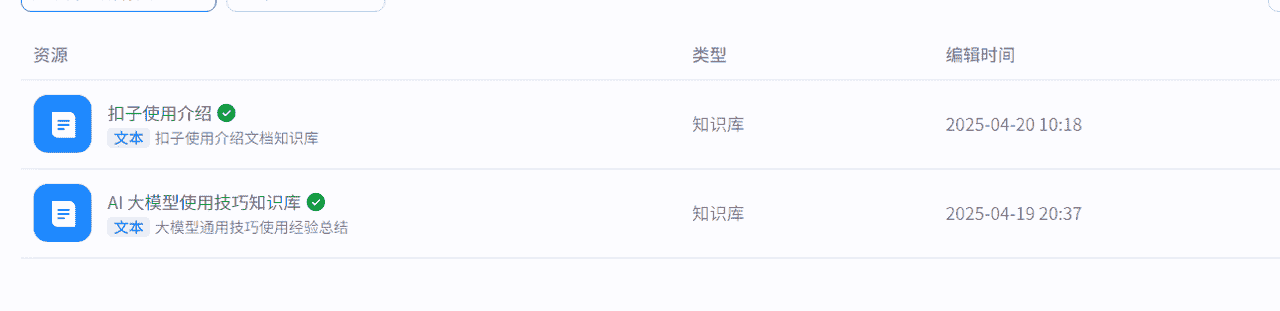 资源 类型 编辑时间
扣子使用介绍
文本 扣子使用介绍文档知识库
知识库 2025-04-20 10:18
AI 大模型使用技巧知识库
文本 大模型通用技巧使用经验总结
知识库 2025-04-19 20:37